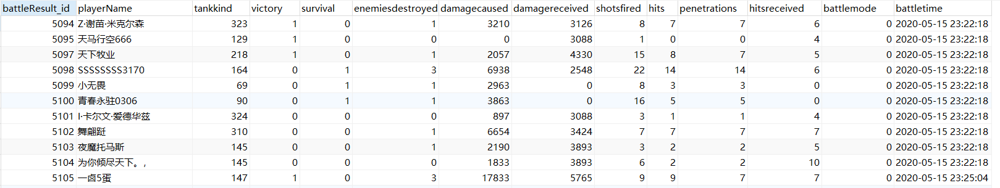 battleResult_id playerName tankkind victory survival enemiesdestroyed damagecaused damagereceived shotsfired hits penetrations hitsreceived battlemode battletime
5094 Z·谢苗·米克尔森 323 1 0 1 3210 3126 8 7 7 6 0 2020-05-15 23:22:18
5095 天马行空666 129 1 0 0 0 3088 1 0 0 4 0 2020-05-15 23:22:18
5097 天下牧业 218 1 0 1 2057 4330 15 8 7 5 0 2020-05-15 23:22:18
5098 SSSSSSSS3170 164 0 1 3 6938 2548 22 14 14 6 0 2020-05-15 23:22:18
5099 小无畏 69 0 1 1 2963 0 8 3 3 0 0 2020-05-15 23:22:18
5100 青春永驻0306 90 0 1 1 3863 0 16 5 5 0 0 2020-05-15 23:22:18
5101 I·卡尔文·爱德华兹 324 0 0 0 897 3088 3 1 1 4 0 2020-05-15 23:22:18
5102 舞翩跹 310 0 0 1 6654 3424 7 7 7 7 0 2020-05-15 23:22:18
5103 夜魔托马斯 145 0 0 1 2190 3893 3 2 2 5 0 2020-05-15 23:22:18
5104 为你倾尽天下。, 145 0 0 0 1833 3893 6 2 2 10 0 2020-05-15 23:22:18
5105 一卤5蛋 147 1 0 3 17833 5765 9 9 7 7 0 2020-05-15 23:25:04